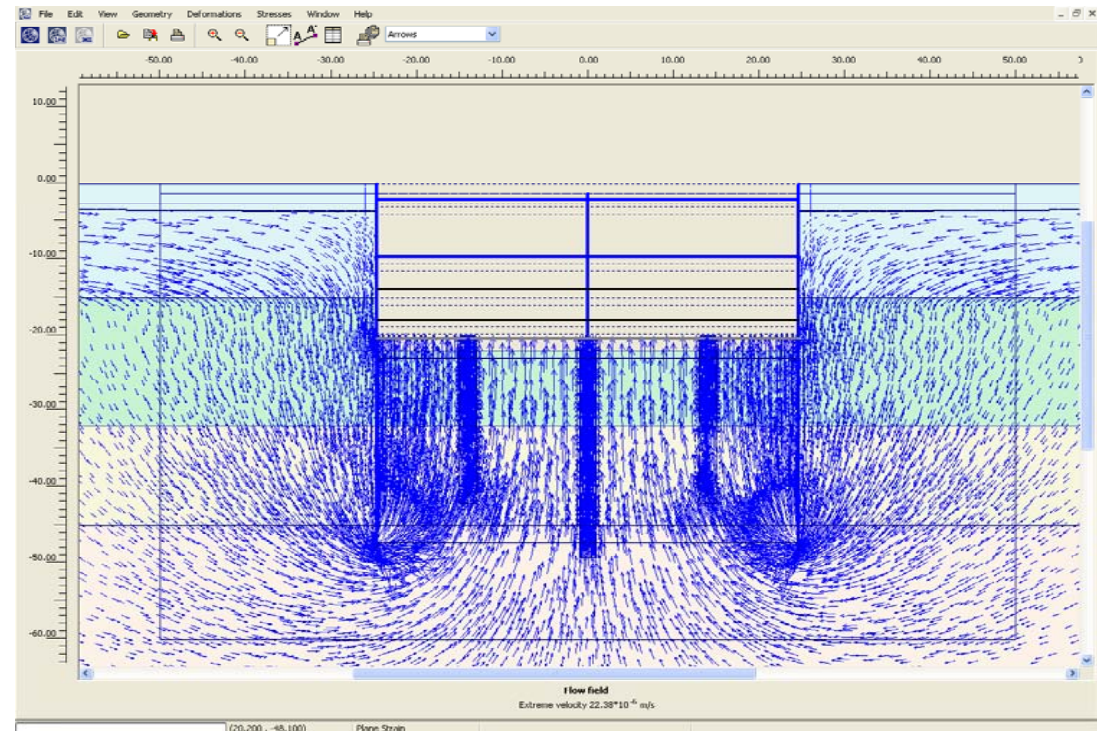 File Edit View Geometry Deformations Stresses Window Help
Arrows
-50.00 -40.00 -30.00 -20.00 -10.00 0.00 10.00 20.00 30.00 40.00 50.00
10.00
0.00
-10.00
-20.00
-30.00
-40.00
-50.00
-60.00
Flow field
Extreme velocity 22.38*10-6 m/s
(20.200 , -48.100) Plane Strain